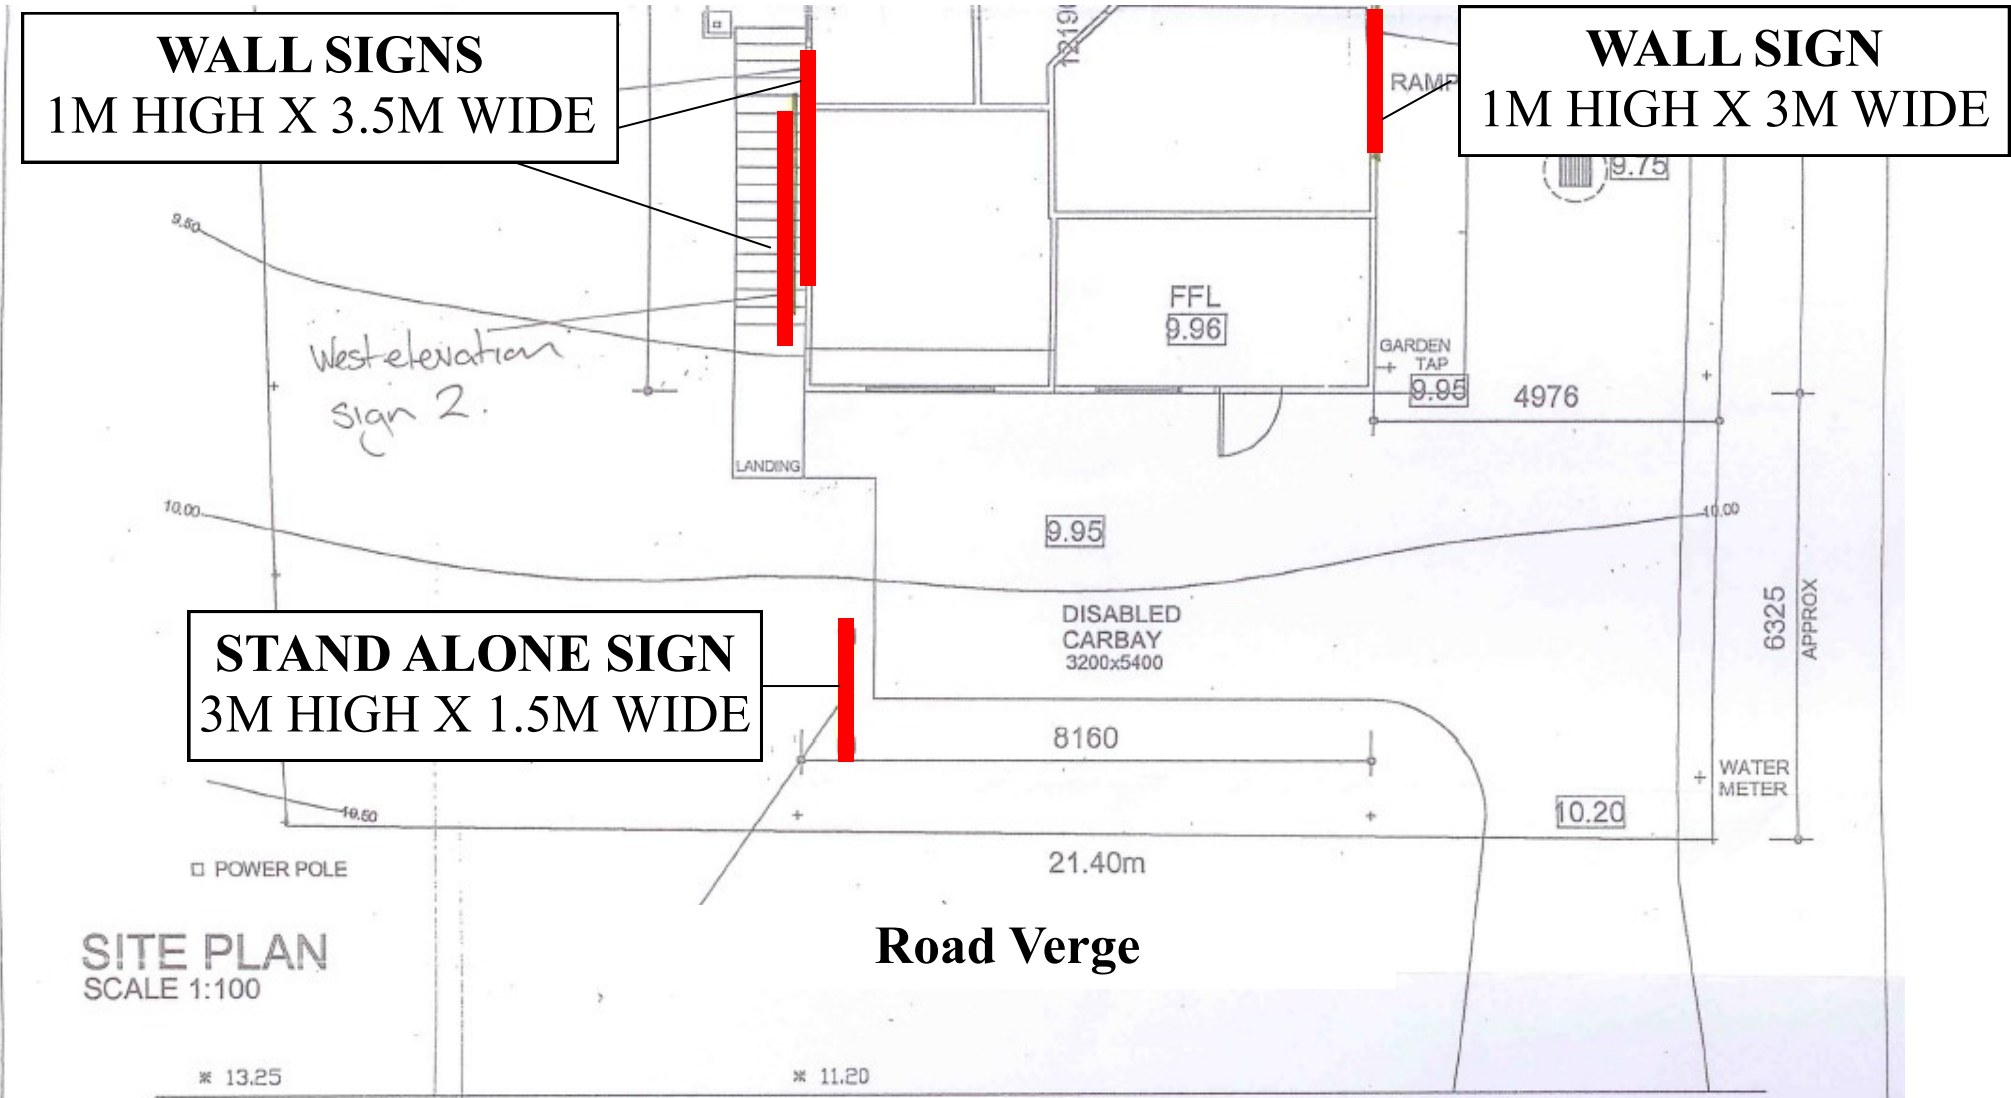 WALL SIGNS
1M HIGH X 3.5M WIDE
WALL SIGN
1M HIGH X 3M WIDE
RAMP
9.75
9.50
West elevation
sign 2.
FFL
9.96
GARDEN
TAP
9.95
4976
LANDING
10.00
9.95
10.00
DISABLED
CARBAY
3200x5400
6325
APPROX
STAND ALONE SIGN
3M HIGH X 1.5M WIDE
8160
WATER
METER
10.20
10.50
21.40m
POWER POLE
Road Verge
SITE PLAN
SCALE 1:100
13.25
11.20